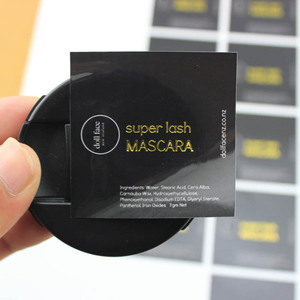 doll face
super lash
MASCARA
dollfacenz.co.nz
Ingredients: Water, Stearic Acid, Cera Alba,
Carnauba Wax, Hydroxyethylcellulose,
Phenoxyethanol, Disodium EDTA, Glyceryl Stearate,
Panthenol, Iron Oxides 7gm Net